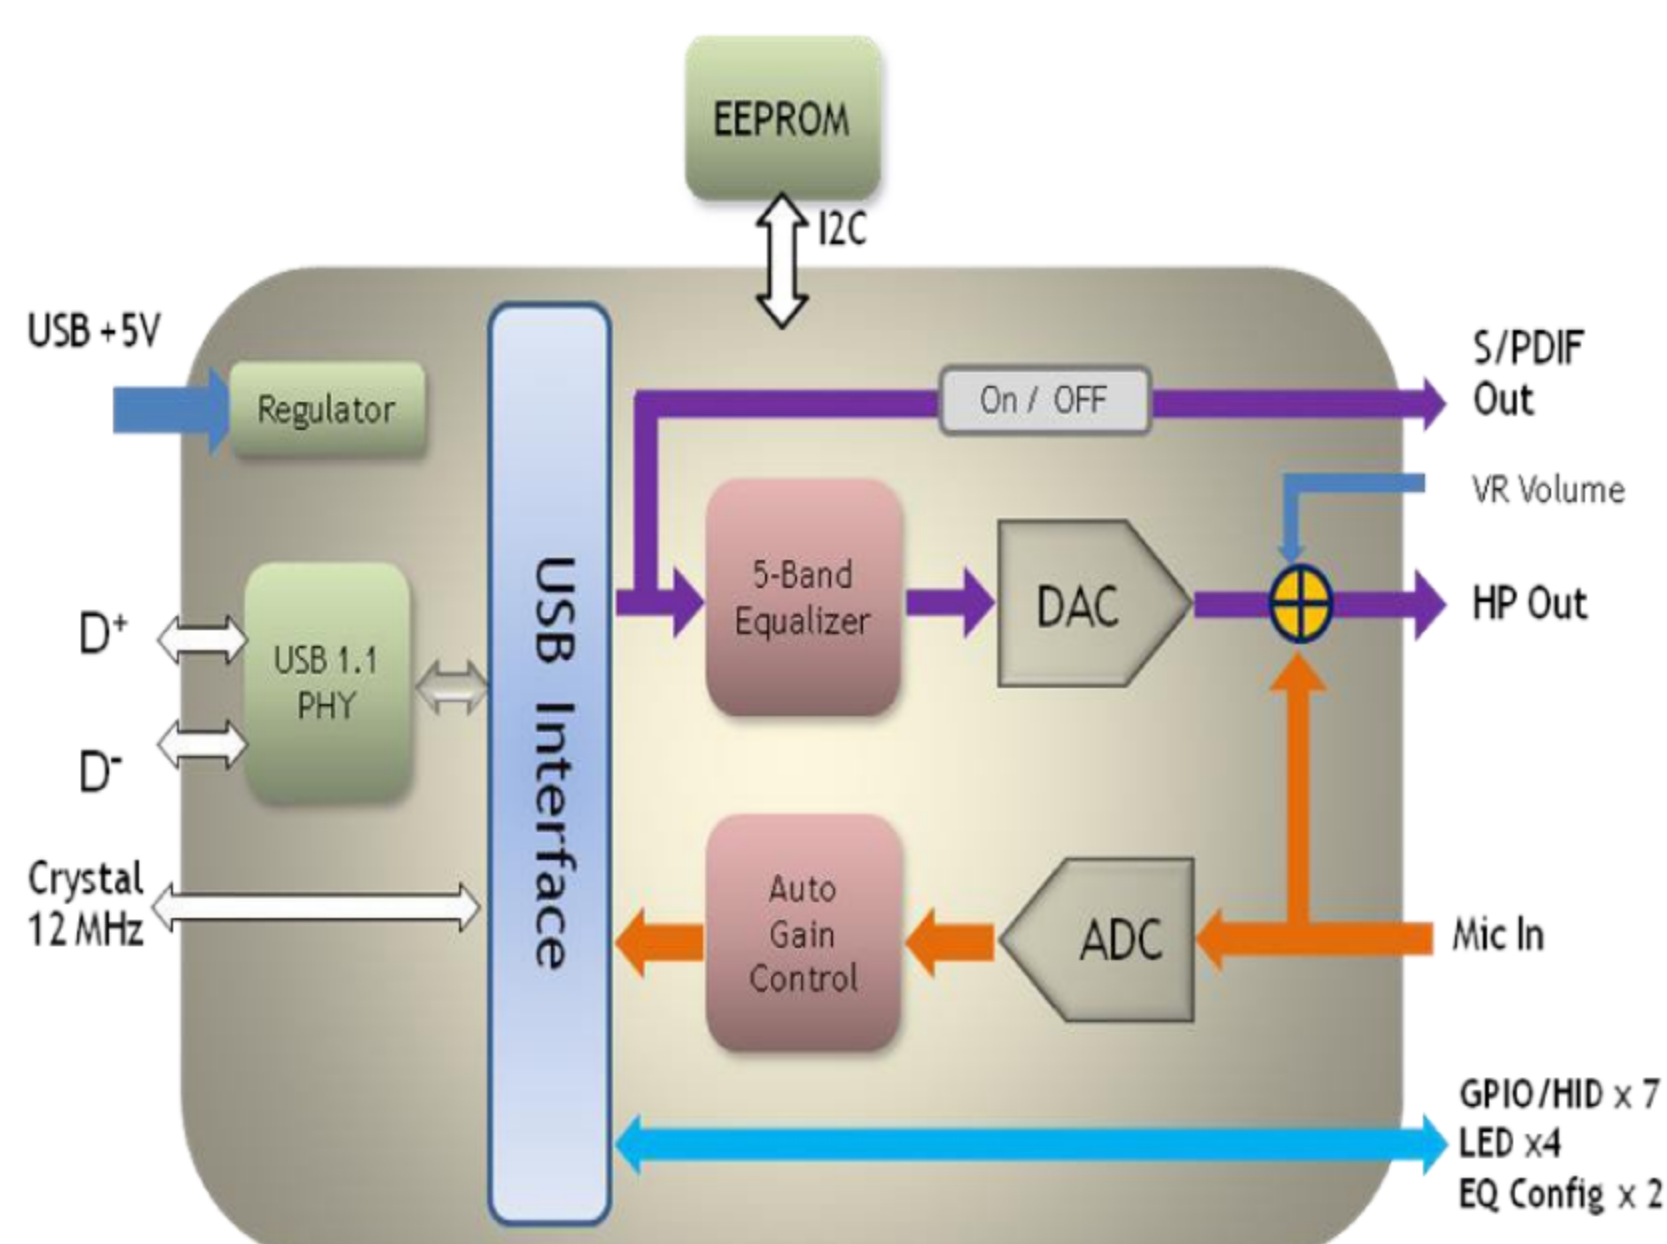 EEPROM
I2C
USB +5V
Regulator
S/PDIF
Out
On / OFF
VR Volume
5-Band
Equalizer
DAC
HP Out
D+
USB 1.1
PHY
D-
USB Interface
Crystal
12 MHz
Auto
Gain
Control
ADC
Mic In
GPIO/HID x 7
LED x4
EQ Config x 2